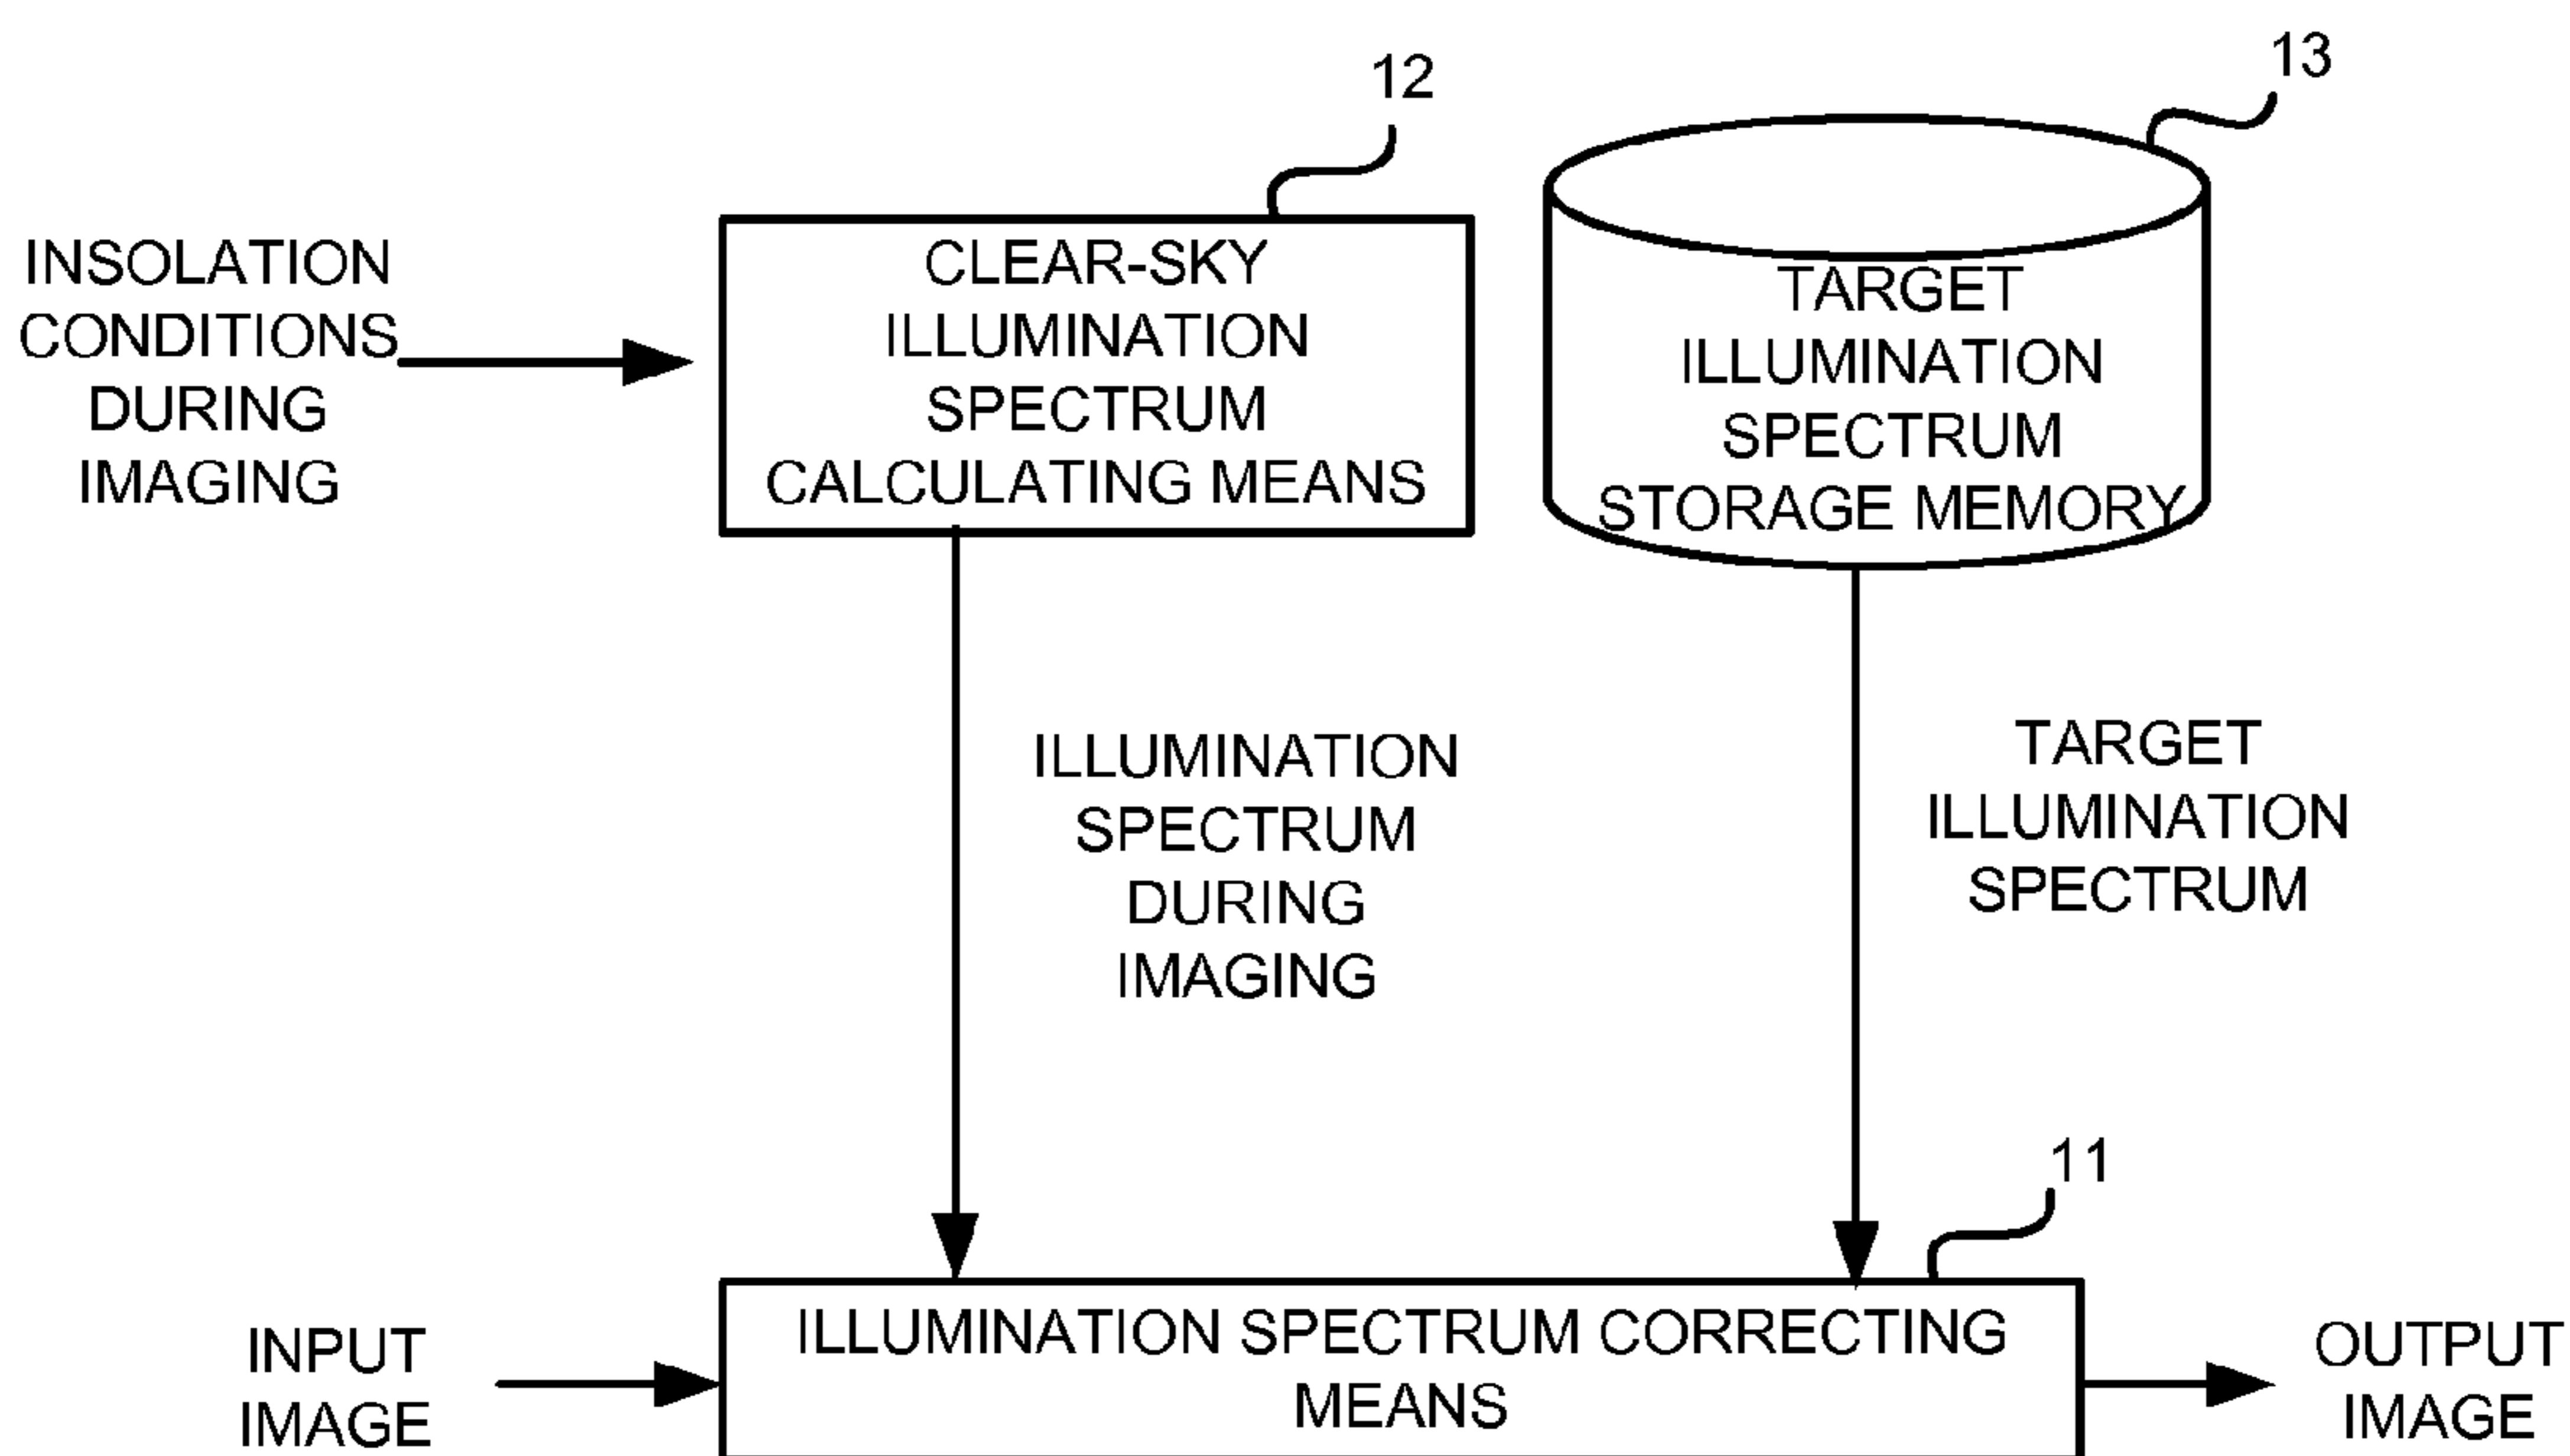 12
13
INSOLATION
CONDITIONS
DURING
IMAGING
CLEAR-SKY
ILLUMINATION
SPECTRUM
CALCULATING MEANS
TARGET
ILLUMINATION
SPECTRUM
STORAGE MEMORY
ILLUMINATION
SPECTRUM
DURING
IMAGING
TARGET
ILLUMINATION
SPECTRUM
11
INPUT
IMAGE
ILLUMINATION SPECTRUM CORRECTING
MEANS
OUTPUT
IMAGE